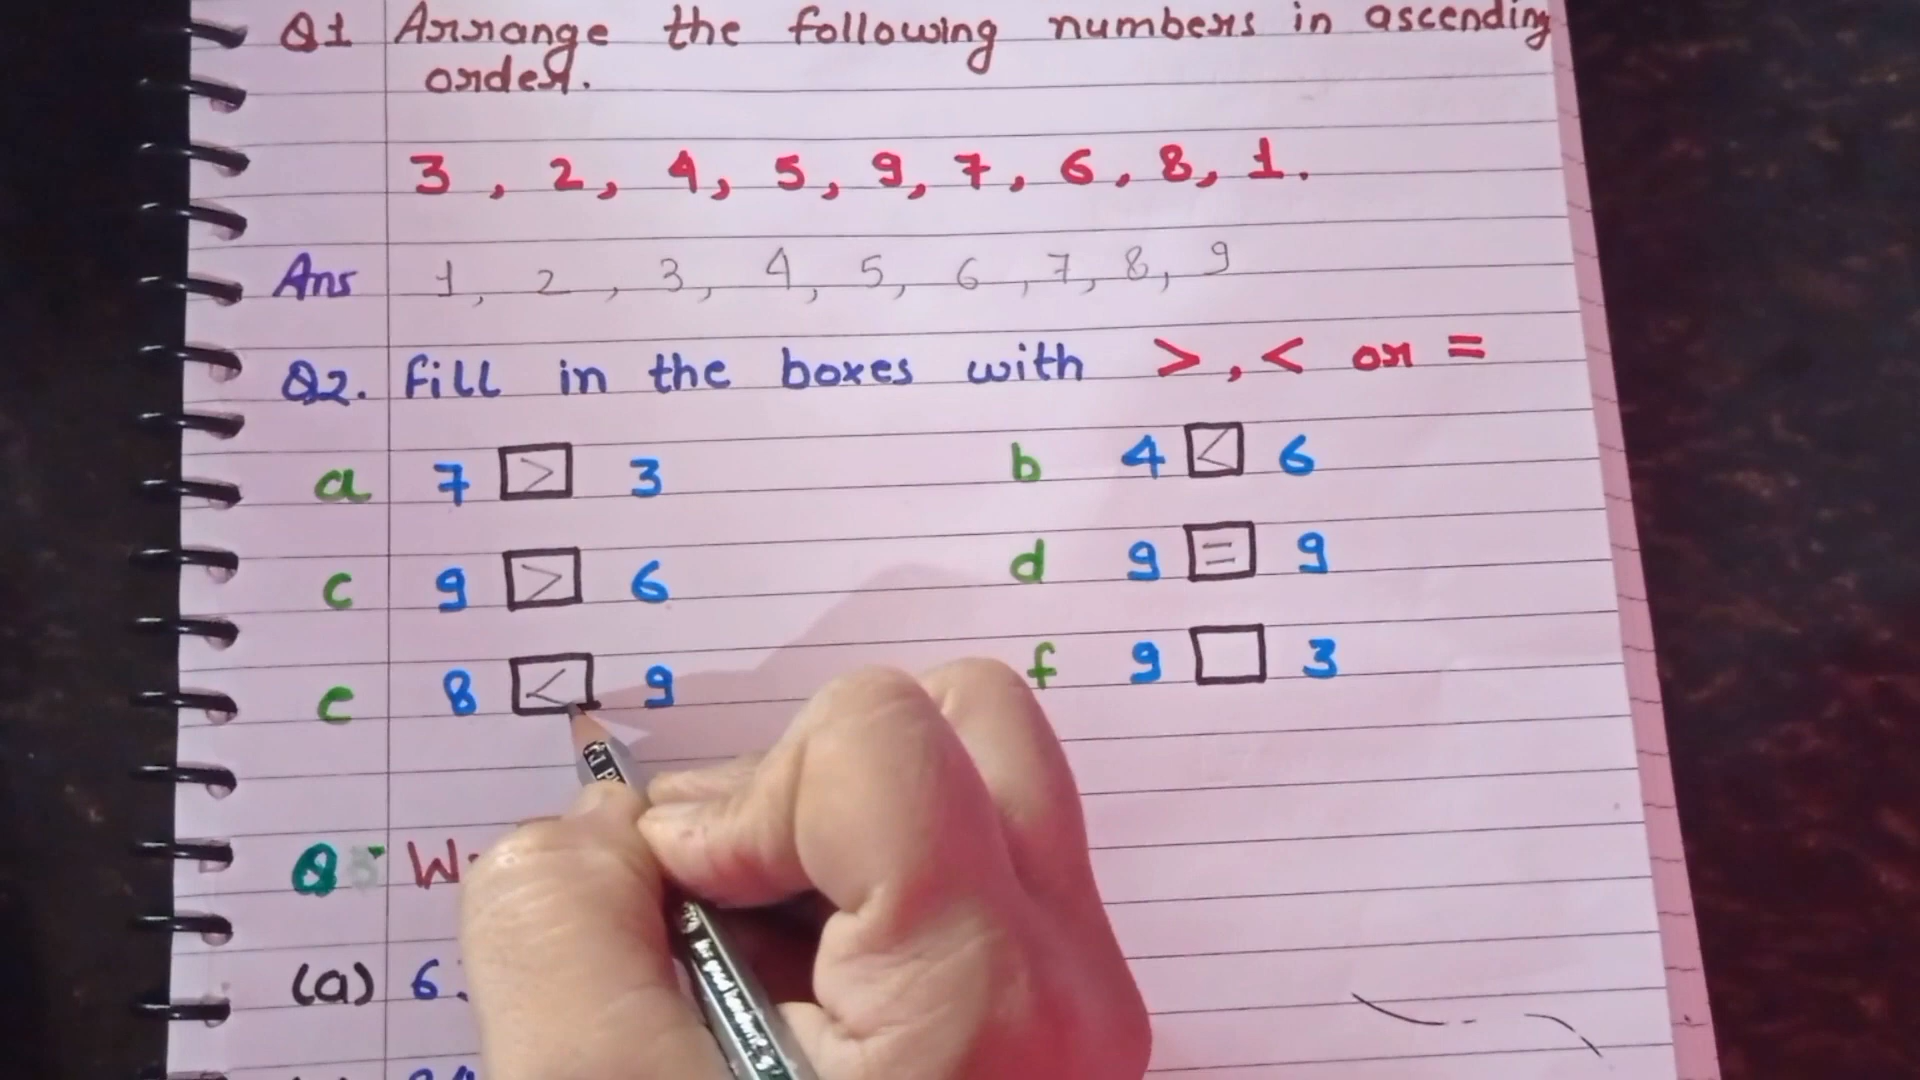 Q1 Arrange the following numbers in ascending
order.
3, 2, 4, 5, 9, 7, 6, 8, 1.
Ans 1, 2, 3, 4, 5, 6, 7, 8, 9
Q2. Fill in the boxes with >, < or =
a 7 > 3 b 4 < 6
c 9 > 6 d 9 = 9
e 8 < 9 f 9 3
Q
(a) 6